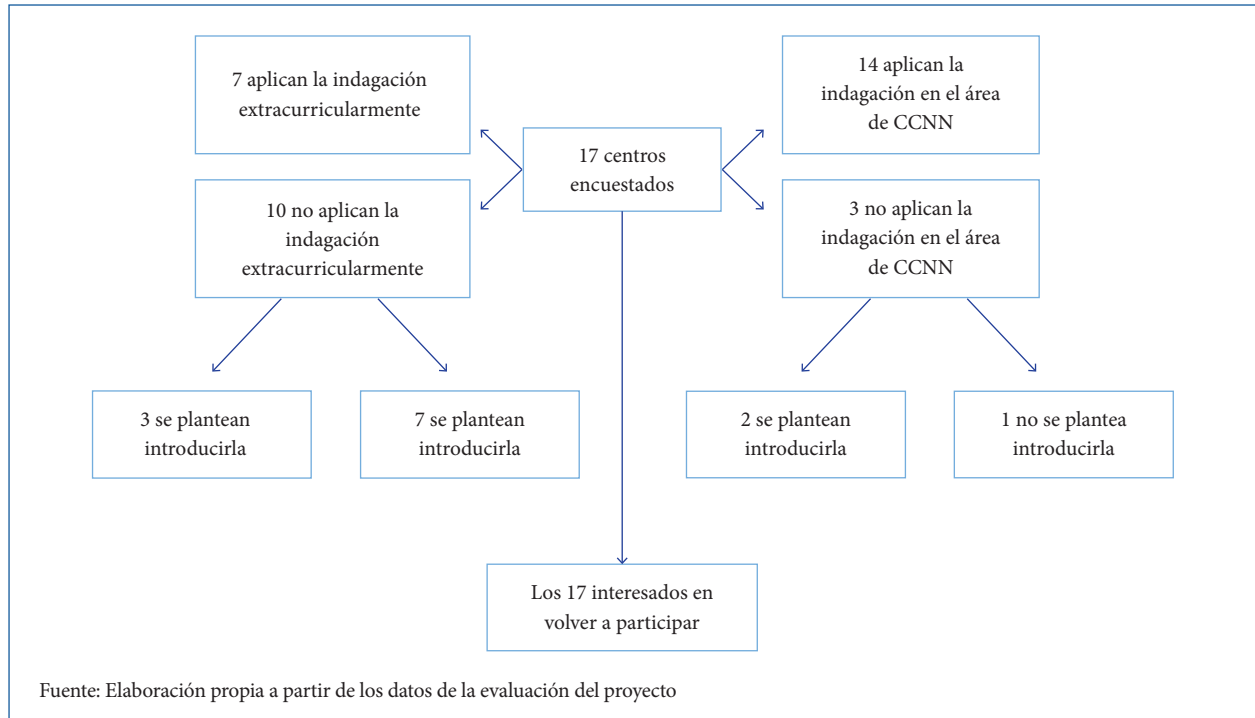 7 aplican la indagación
extracurricularmente
14 aplican la
indagación en el área
de CCNN
17 centros
encuestados
10 no aplican la
indagación
extracurricularmente
3 no aplican la
indagación en el área
de CCNN
3 se plantean
introducirla
7 se plantean
introducirla
2 se plantean
introducirla
1 no se plantea
introducirla
Los 17 interesados en
volver a participar
Fuente: Elaboración propia a partir de los datos de la evaluación del proyecto